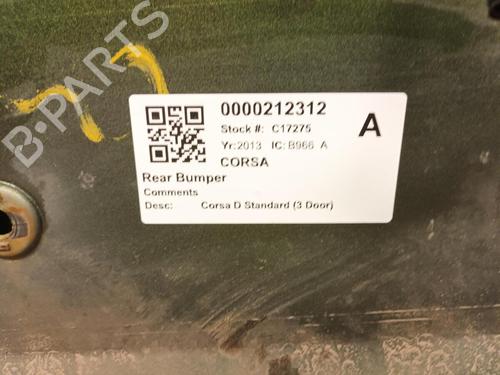 B-PARTS
0000212312
Stock #: C17275
A
Yr:2013 IC:B966 A
CORSA
Rear Bumper
Comments
Desc: Corsa D Standard (3 Door)